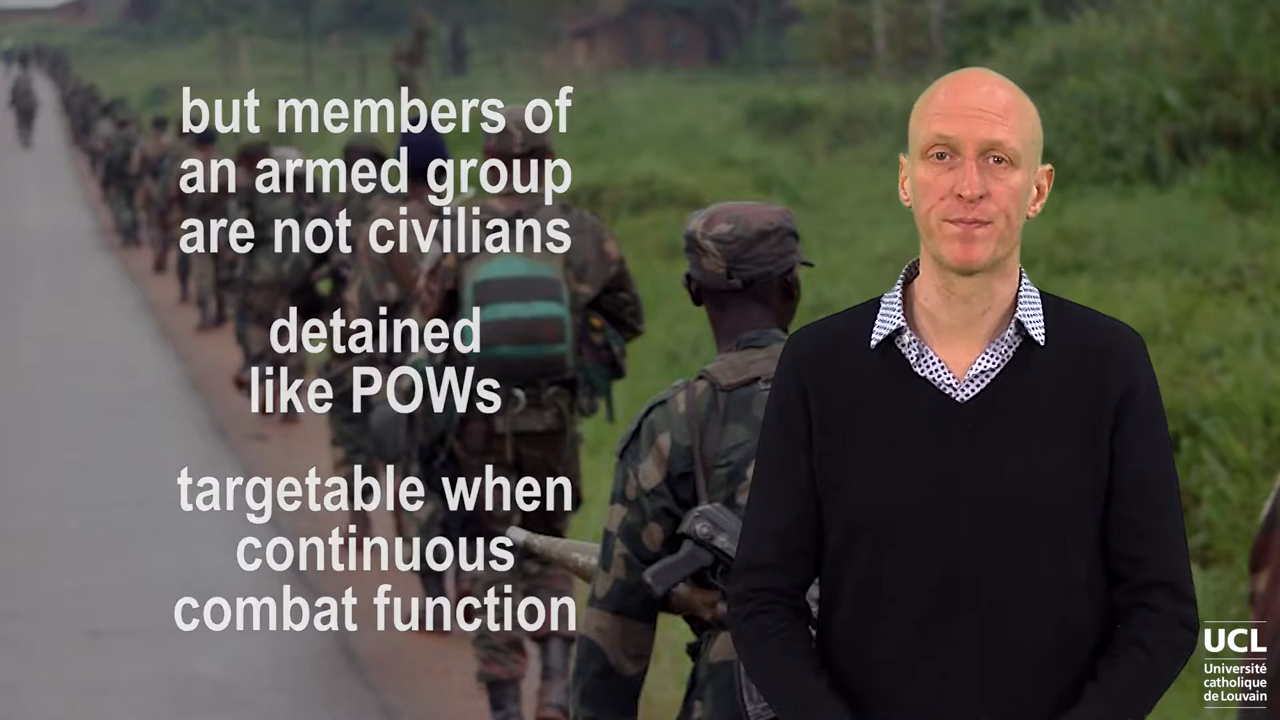 but members of
an armed group
are not civilians
detained
like POWs
targetable when
continuous
combat function
UCL
Université
catholique
de Louvain